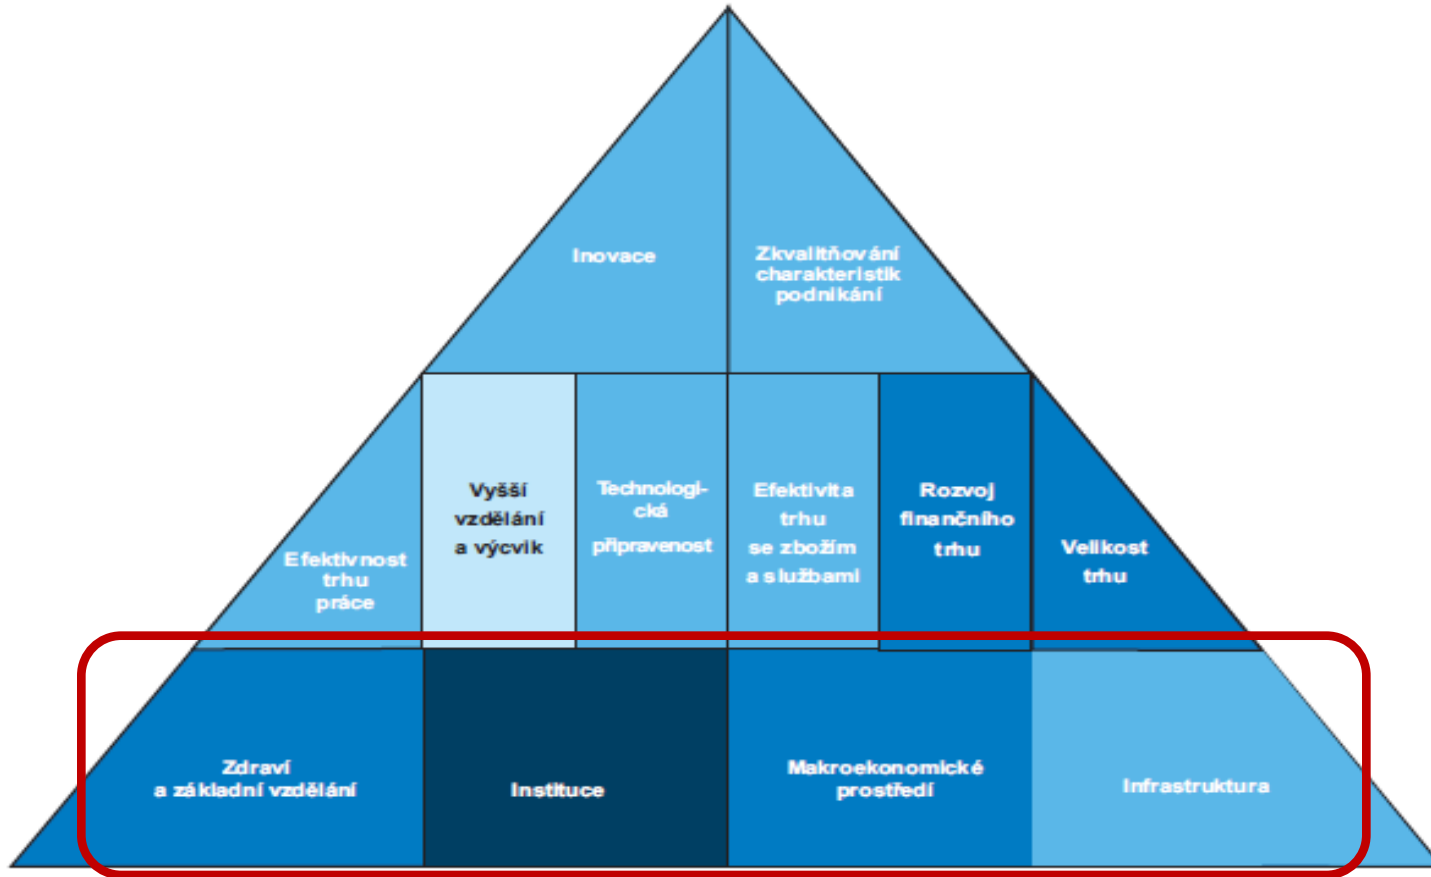 Inovace
Zkvalitňování
charakteristik
podnikání
Efektivnost
trhu
práce
Vyšší
vzdělání
a výcvik
Technologi-
cká
připravenost
Efektivita
trhu
se zbožím
a službami
Rozvoj
finančního
trhu
Velikost
trhu
Zdraví
a základní vzdělání
Instituce
Makroekonomické
prostředí
Infrastruktura